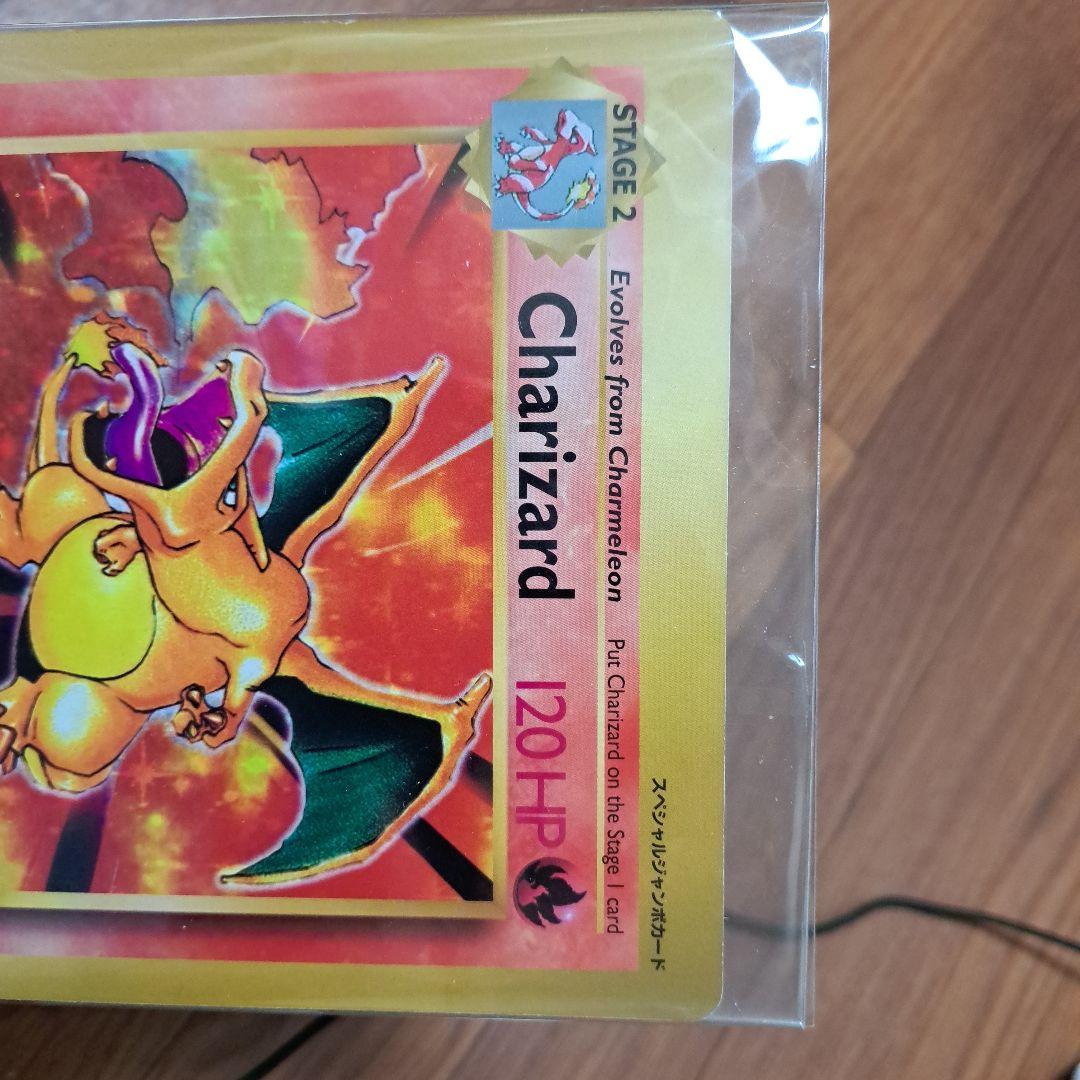 スペシャルジャンボカード
STAGE 2
Evolves from Charmeleon
Put Charizard on the Stage 1 card
Charizard
120 HP